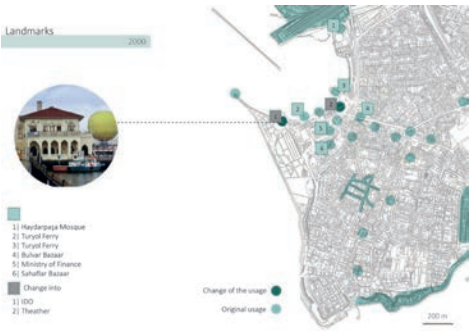 Landmarks
2000
1| Haydarpaşa Mosque
2| Turyol Ferry
3| Turyol Ferry
4| Bulvar Bazaar
5| Ministry of Finance
6| Sahaflar Bazaar
Change into
1| IDO
2| Theather
Change of the usage
Original usage
200 m